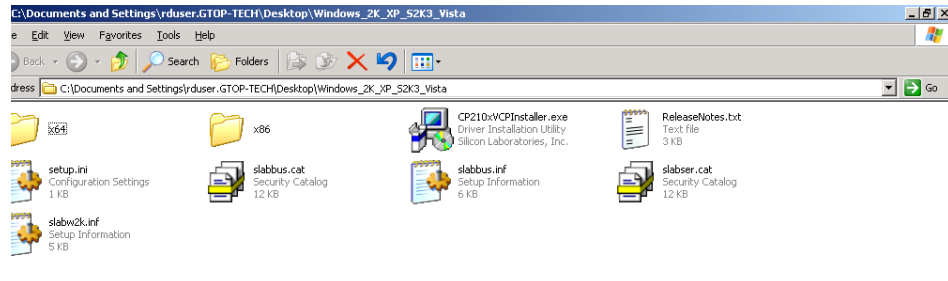 C:\Documents and Settings\rduser.GTOP-TECH\Desktop\Windows_2K_XP_S2K3_Vista
e Edit View Favorites Tools Help
Back Search Folders
dress C:\Documents and Settings\rduser.GTOP-TECH\Desktop\Windows_2K_XP_S2K3_Vista Go
x64
x86
CP210xVCPInstaller.exe
Driver Installation Utility
Silicon Laboratories, Inc.
ReleaseNotes.txt
Text file
3 KB
setup.ini
Configuration Settings
1 KB
slabbus.cat
Security Catalog
12 KB
slabbus.inf
Setup Information
6 KB
slabser.cat
Security Catalog
12 KB
slabw2k.inf
Setup Information
5 KB